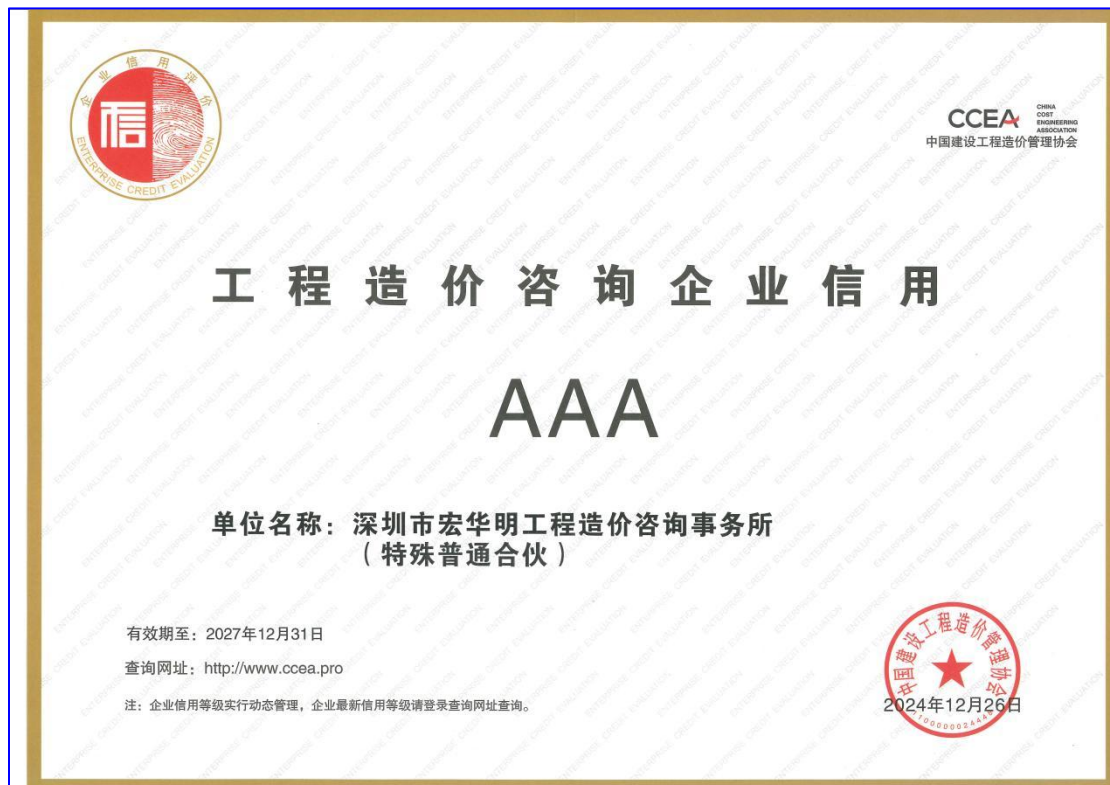 企业信用评价
信
ENTERPRISE CREDIT EVALUATION
CCEA
CHINA
COST
ENGINEERING
ASSOCIATION
中国建设工程造价管理协会
工程造价咨询企业信用
AAA
单位名称：深圳市宏华明工程造价咨询事务所
（特殊普通合伙）
有效期至：2027年12月31日
查询网址：http://www.ccea.pro
注：企业信用等级实行动态管理，企业最新信用等级请登录查询网址查询。
中国建设工程造价管理协会
2024年12月26日